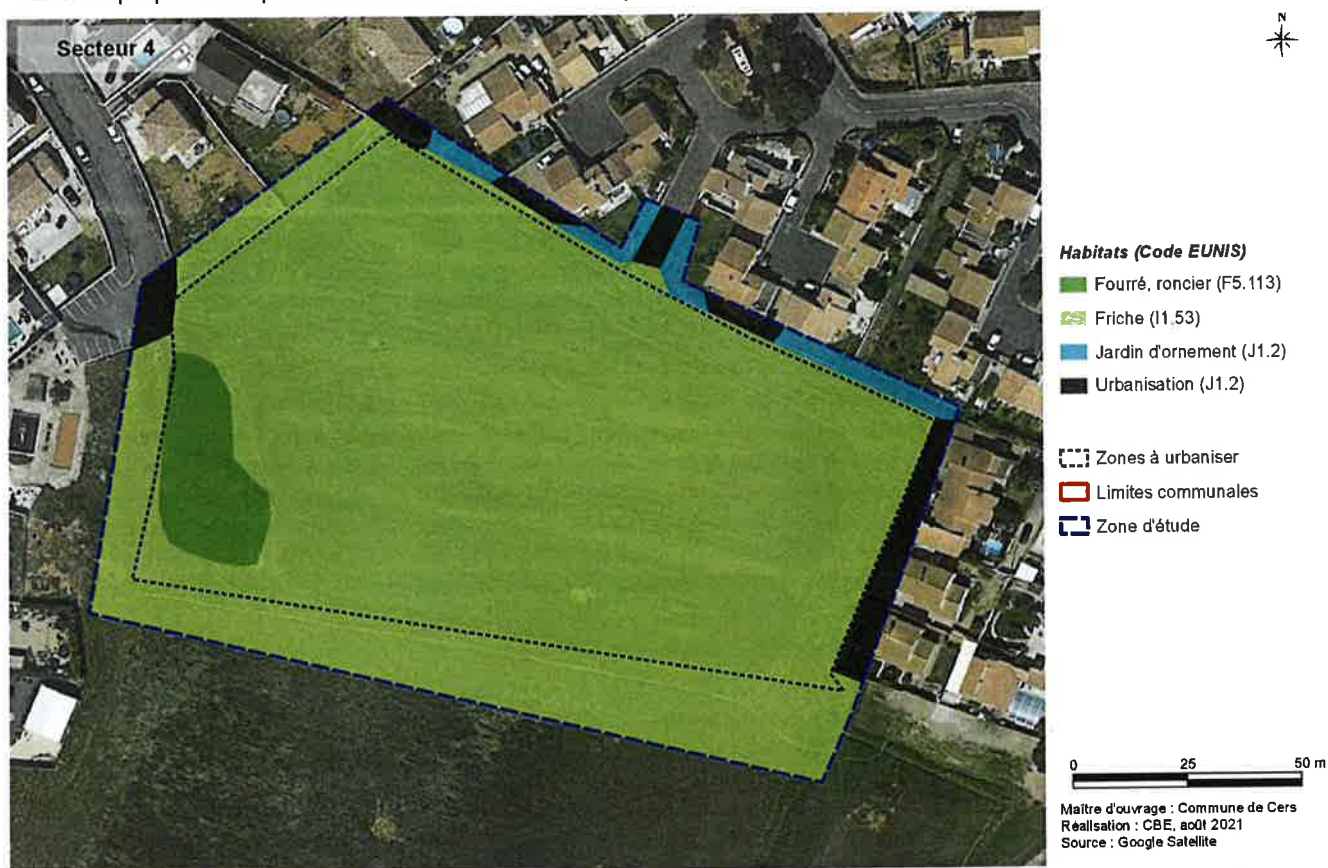 Secteur 4
N
Habitats (Code EUNIS)
Fourré, roncier (F5.113)
Friche (I1.53)
Jardin d'ornement (J1.2)
Urbanisation (J1.2)
Zones à urbaniser
Limites communales
Zone d'étude
0 25 50 m
Maître d'ouvrage : Commune de Cers
Réalisation : CBE, août 2021
Source : Google Satellite